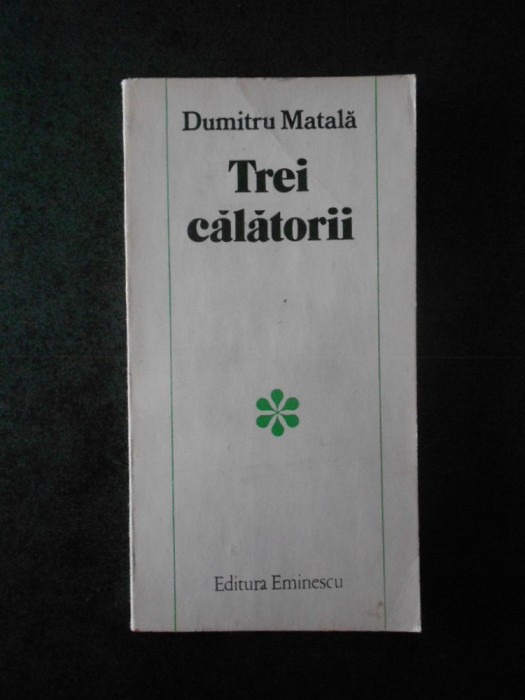 Dumitru Matală
Trei
călătorii
Editura Eminescu